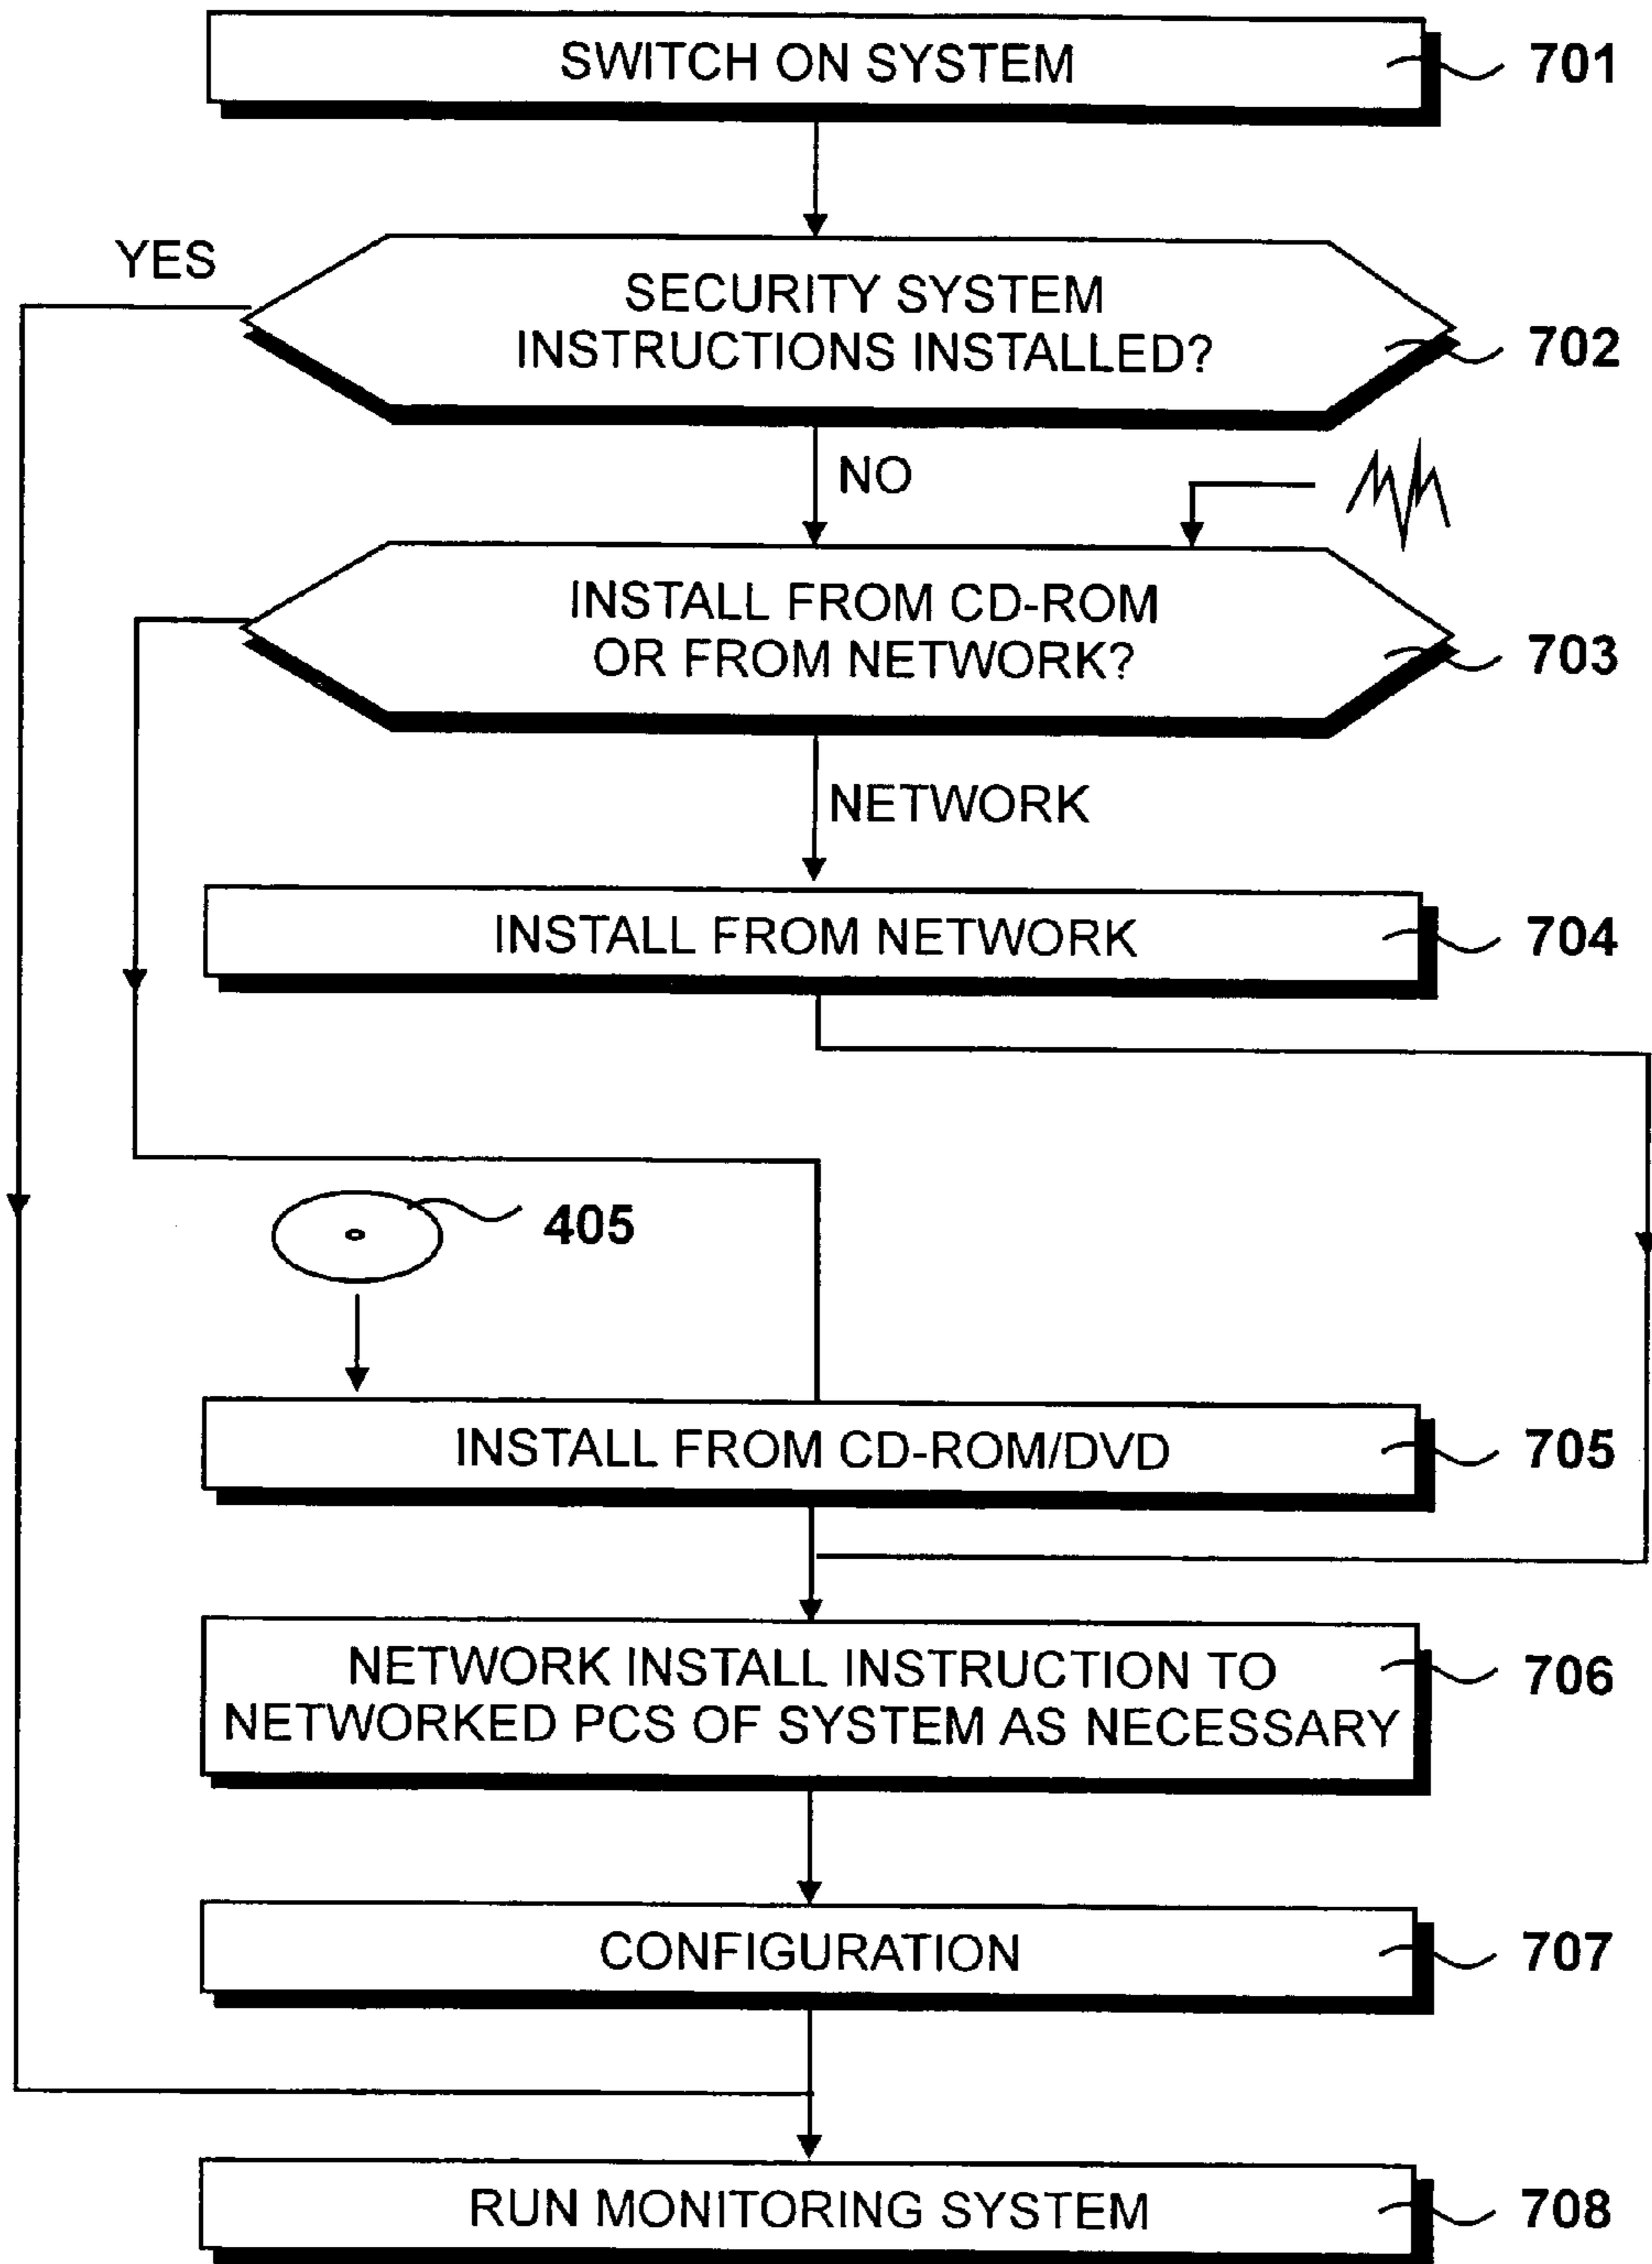 SWITCH ON SYSTEM
701
YES
SECURITY SYSTEM
INSTRUCTIONS INSTALLED?
702
NO
INSTALL FROM CD-ROM
OR FROM NETWORK?
703
NETWORK
INSTALL FROM NETWORK
704
405
INSTALL FROM CD-ROM/DVD
705
NETWORK INSTALL INSTRUCTION TO
NETWORKED PCS OF SYSTEM AS NECESSARY
706
CONFIGURATION
707
RUN MONITORING SYSTEM
708